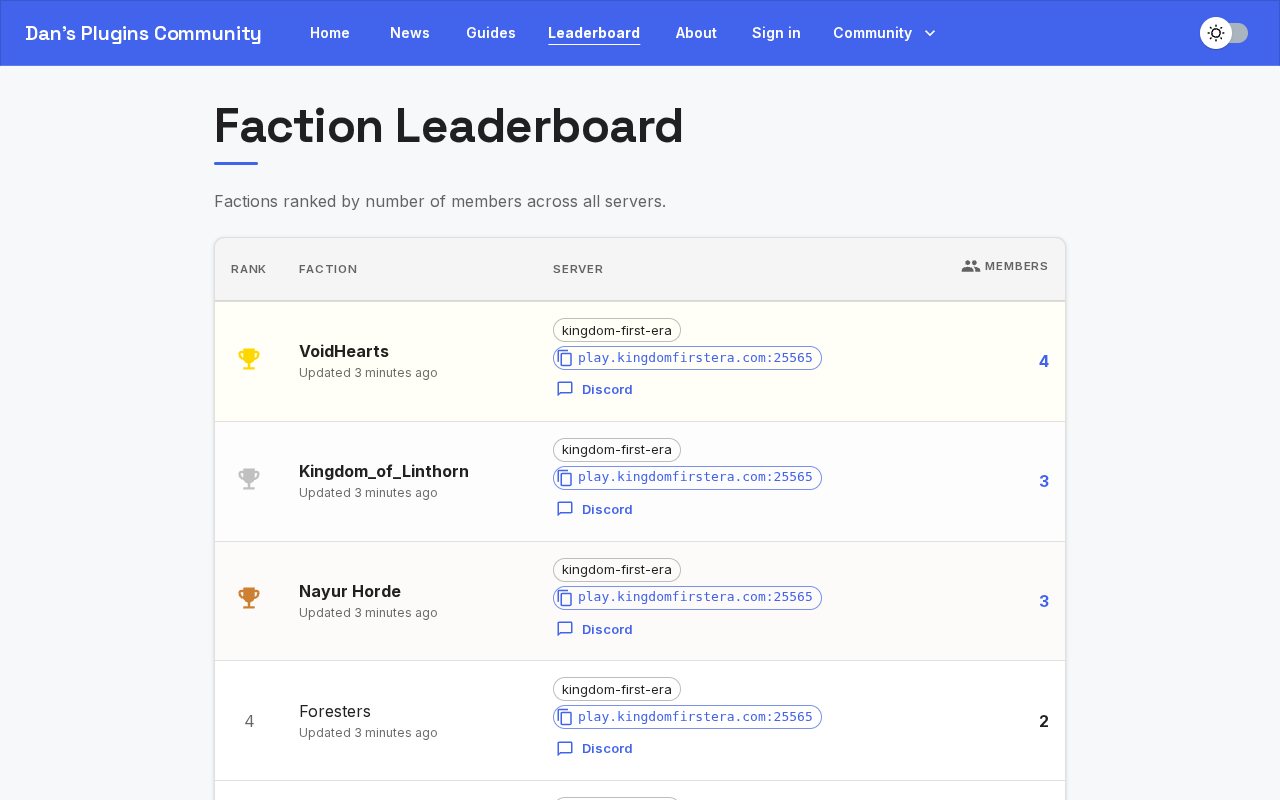 Dan's Plugins Community
Home
News
Guides
Leaderboard
About
Sign in
Community
Faction Leaderboard
Factions ranked by number of members across all servers.
RANK
FACTION
SERVER
MEMBERS
VoidHearts
Updated 3 minutes ago
kingdom-first-era
play.kingdomfirstera.com:25565
Discord
4
Kingdom_of_Linthorn
Updated 3 minutes ago
kingdom-first-era
play.kingdomfirstera.com:25565
Discord
3
Nayur Horde
Updated 3 minutes ago
kingdom-first-era
play.kingdomfirstera.com:25565
Discord
3
4
Foresters
Updated 3 minutes ago
kingdom-first-era
play.kingdomfirstera.com:25565
Discord
2